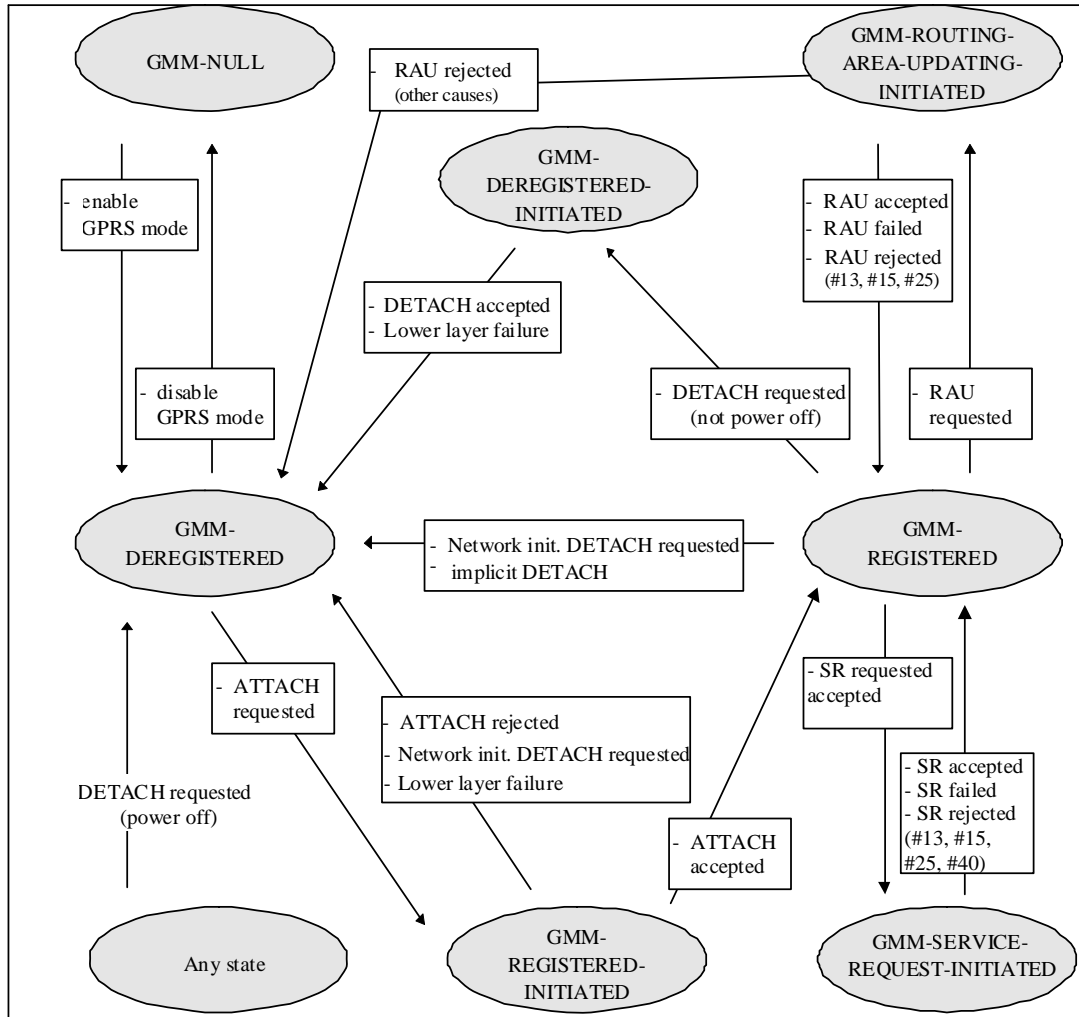 GMM-NULL
GMM-ROUTING-
AREA-UPDATING-
INITIATED
- RAU rejected
(other causes)
GMM-
DEREGISTERED-
INITIATED
- enable
GPRS mode
- RAU accepted
- RAU failed
- RAU rejected
(#13, #15, #25)
- DETACH accepted
- Lower layer failure
- disable
GPRS mode
- DETACH requested
(not power off)
- RAU
requested
GMM-
DEREGISTERED
- Network init. DETACH requested
- implicit DETACH
GMM-
REGISTERED
- ATTACH
requested
- ATTACH rejected
- Network init. DETACH requested
- Lower layer failure
- SR requested
accepted
DETACH requested
(power off)
- ATTACH
accepted
- SR accepted
- SR failed
- SR rejected
(#13, #15,
#25, #40)
Any state
GMM-
REGISTERED-
INITIATED
GMM-SERVICE-
REQUEST-INITIATED